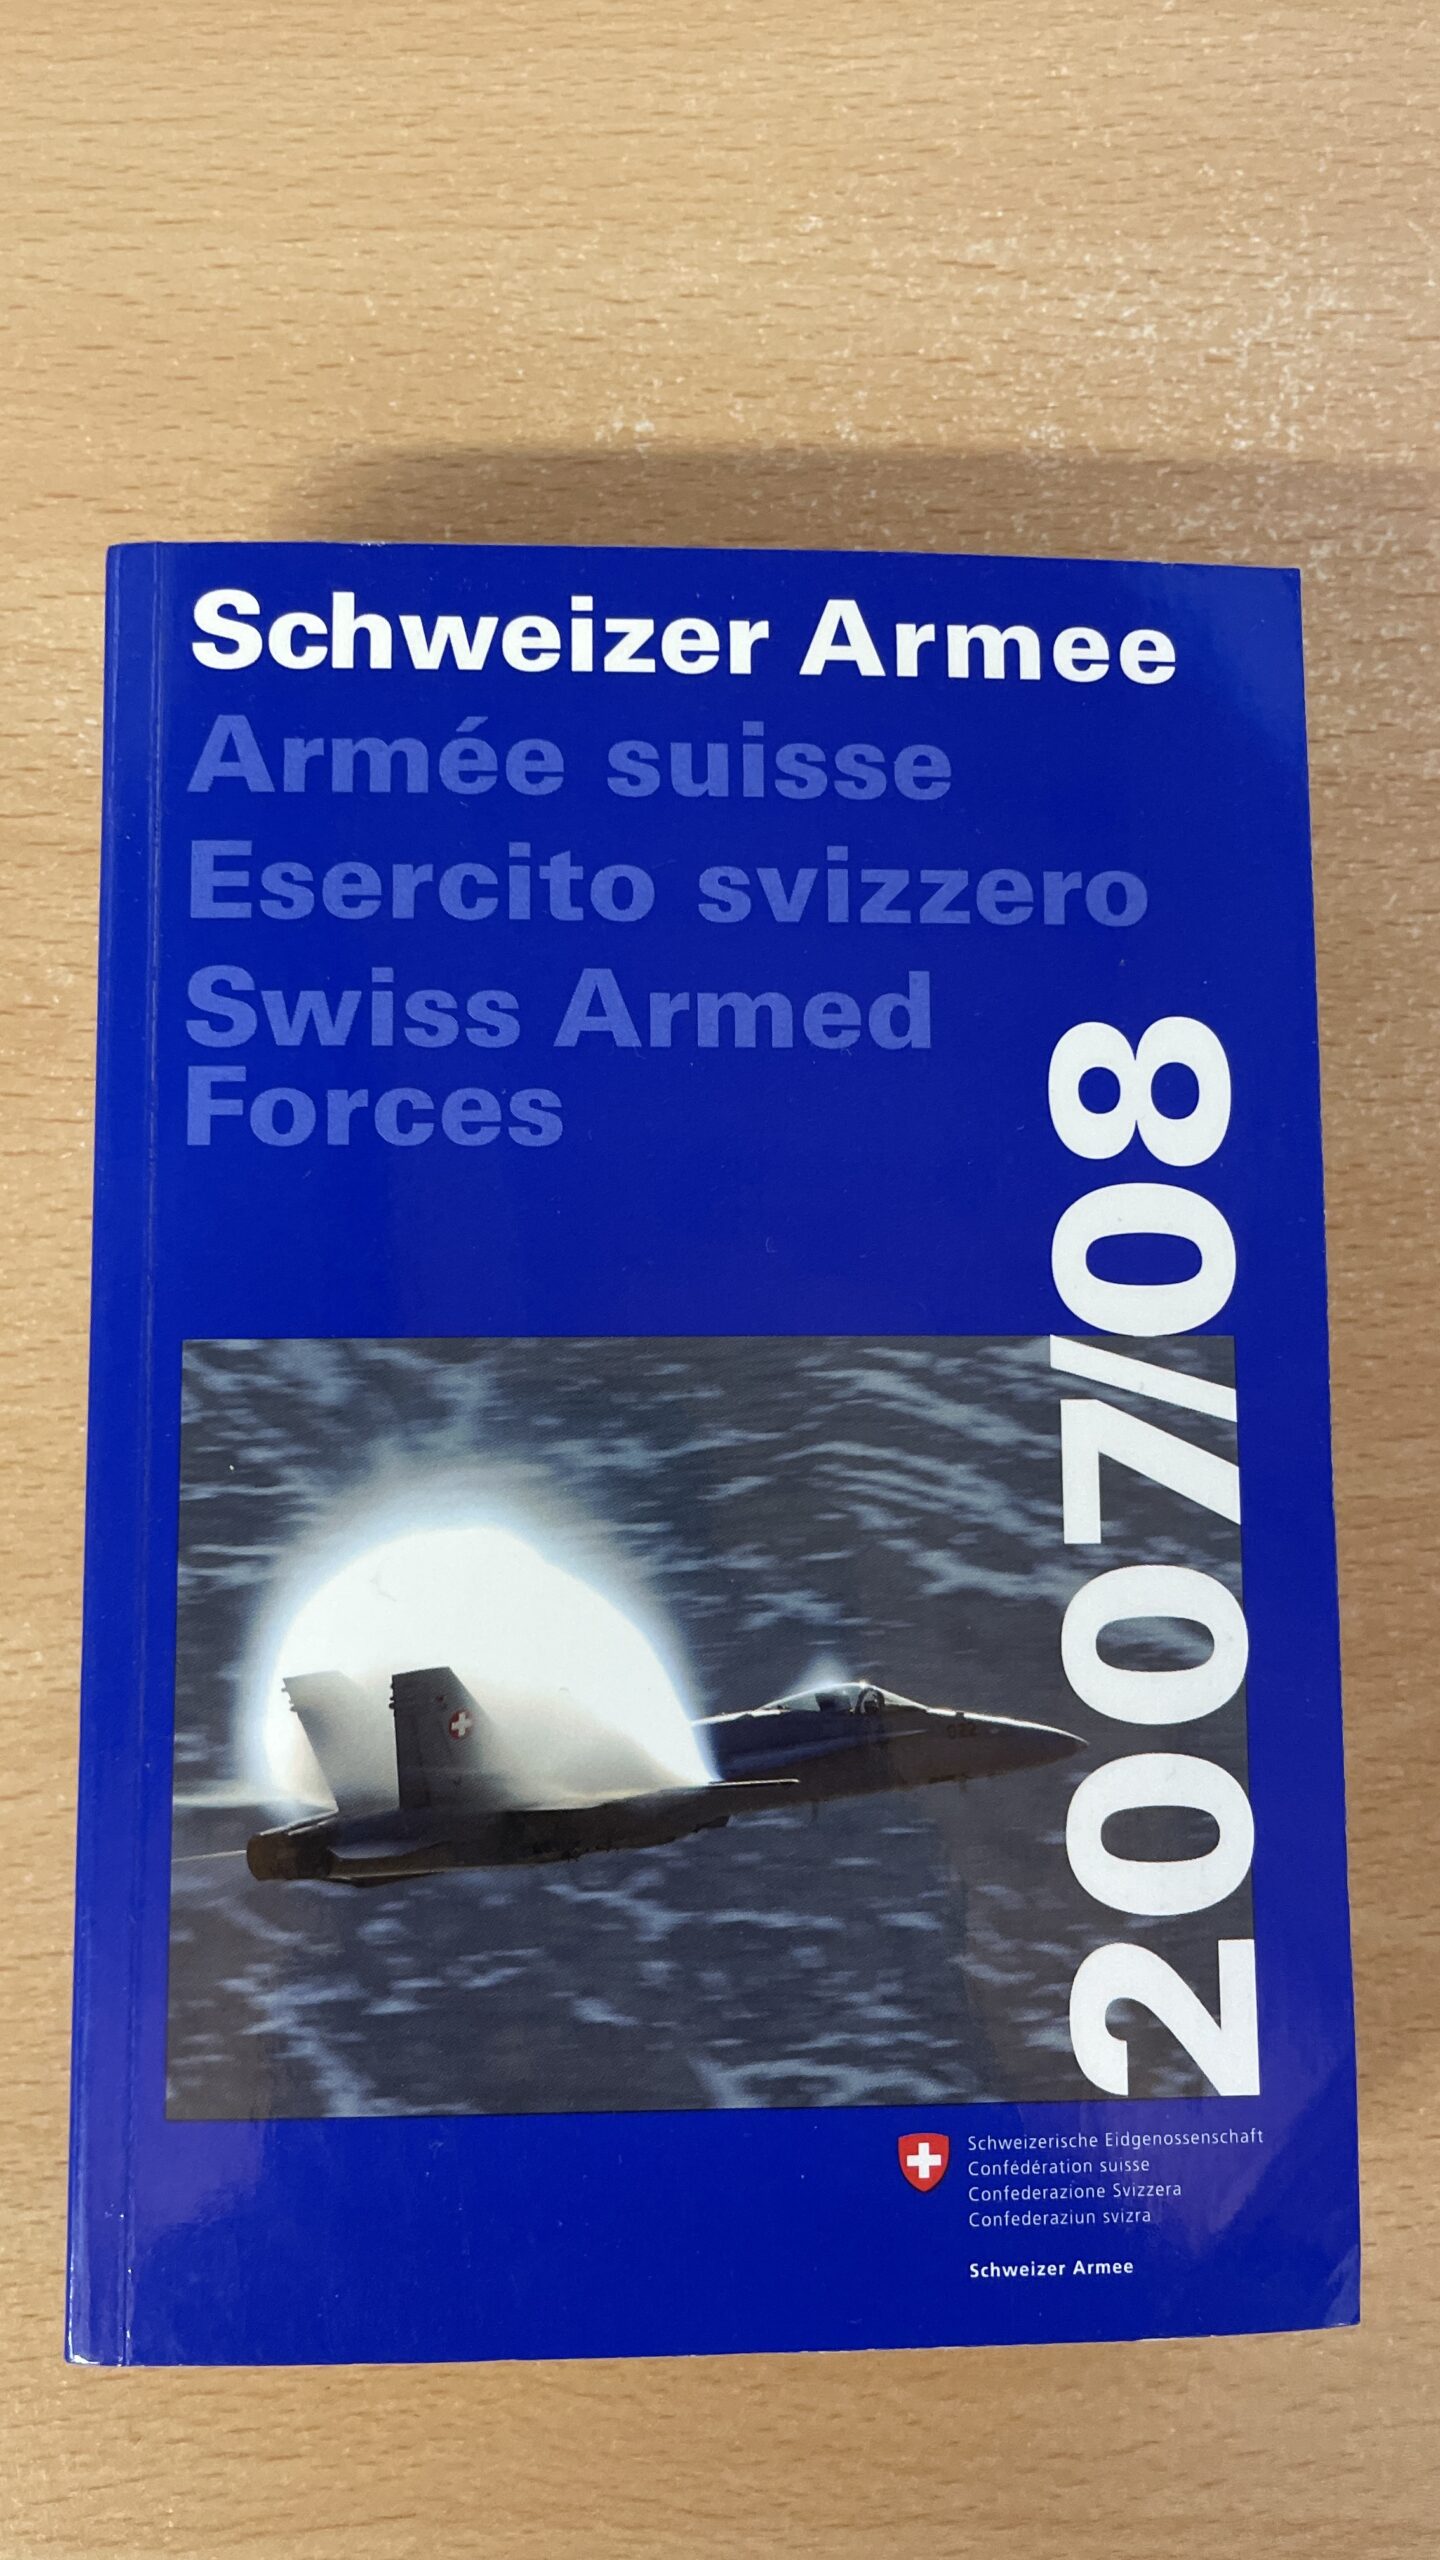 Schweizer Armee
Armée suisse
Esercito svizzero
Swiss Armed
Forces
2007/08
022
Schweizerische Eidgenossenschaft
Confédération suisse
Confederazione Svizzera
Confederaziun svizra
Schweizer Armee